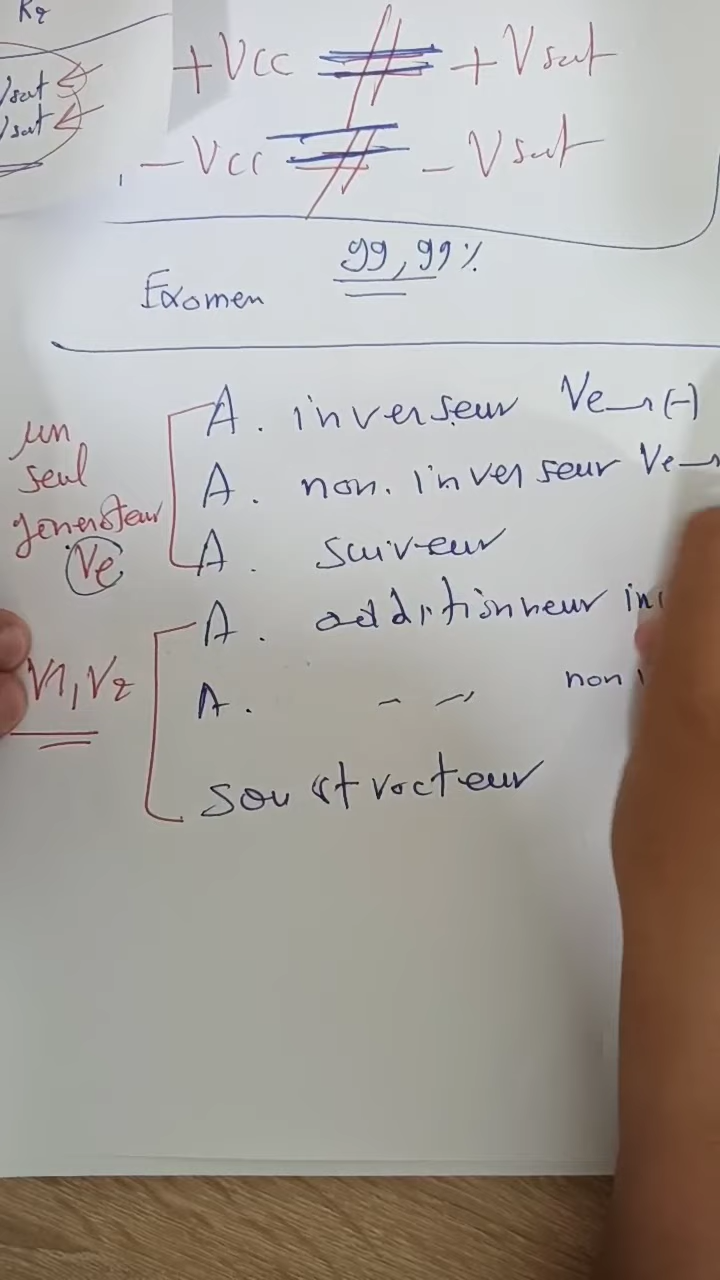 R₂
Vsat
Vsat
+Vcc ≠ +Vsat
-Vcc ≠ -Vsat
Examen 99,99%
un seul generateur Ve
A. inverseur Ve→(-)
A. non. inverseur Ve→
A. suiveur
V1, V2
A. additionneur in
A. - - non i
soustracteur